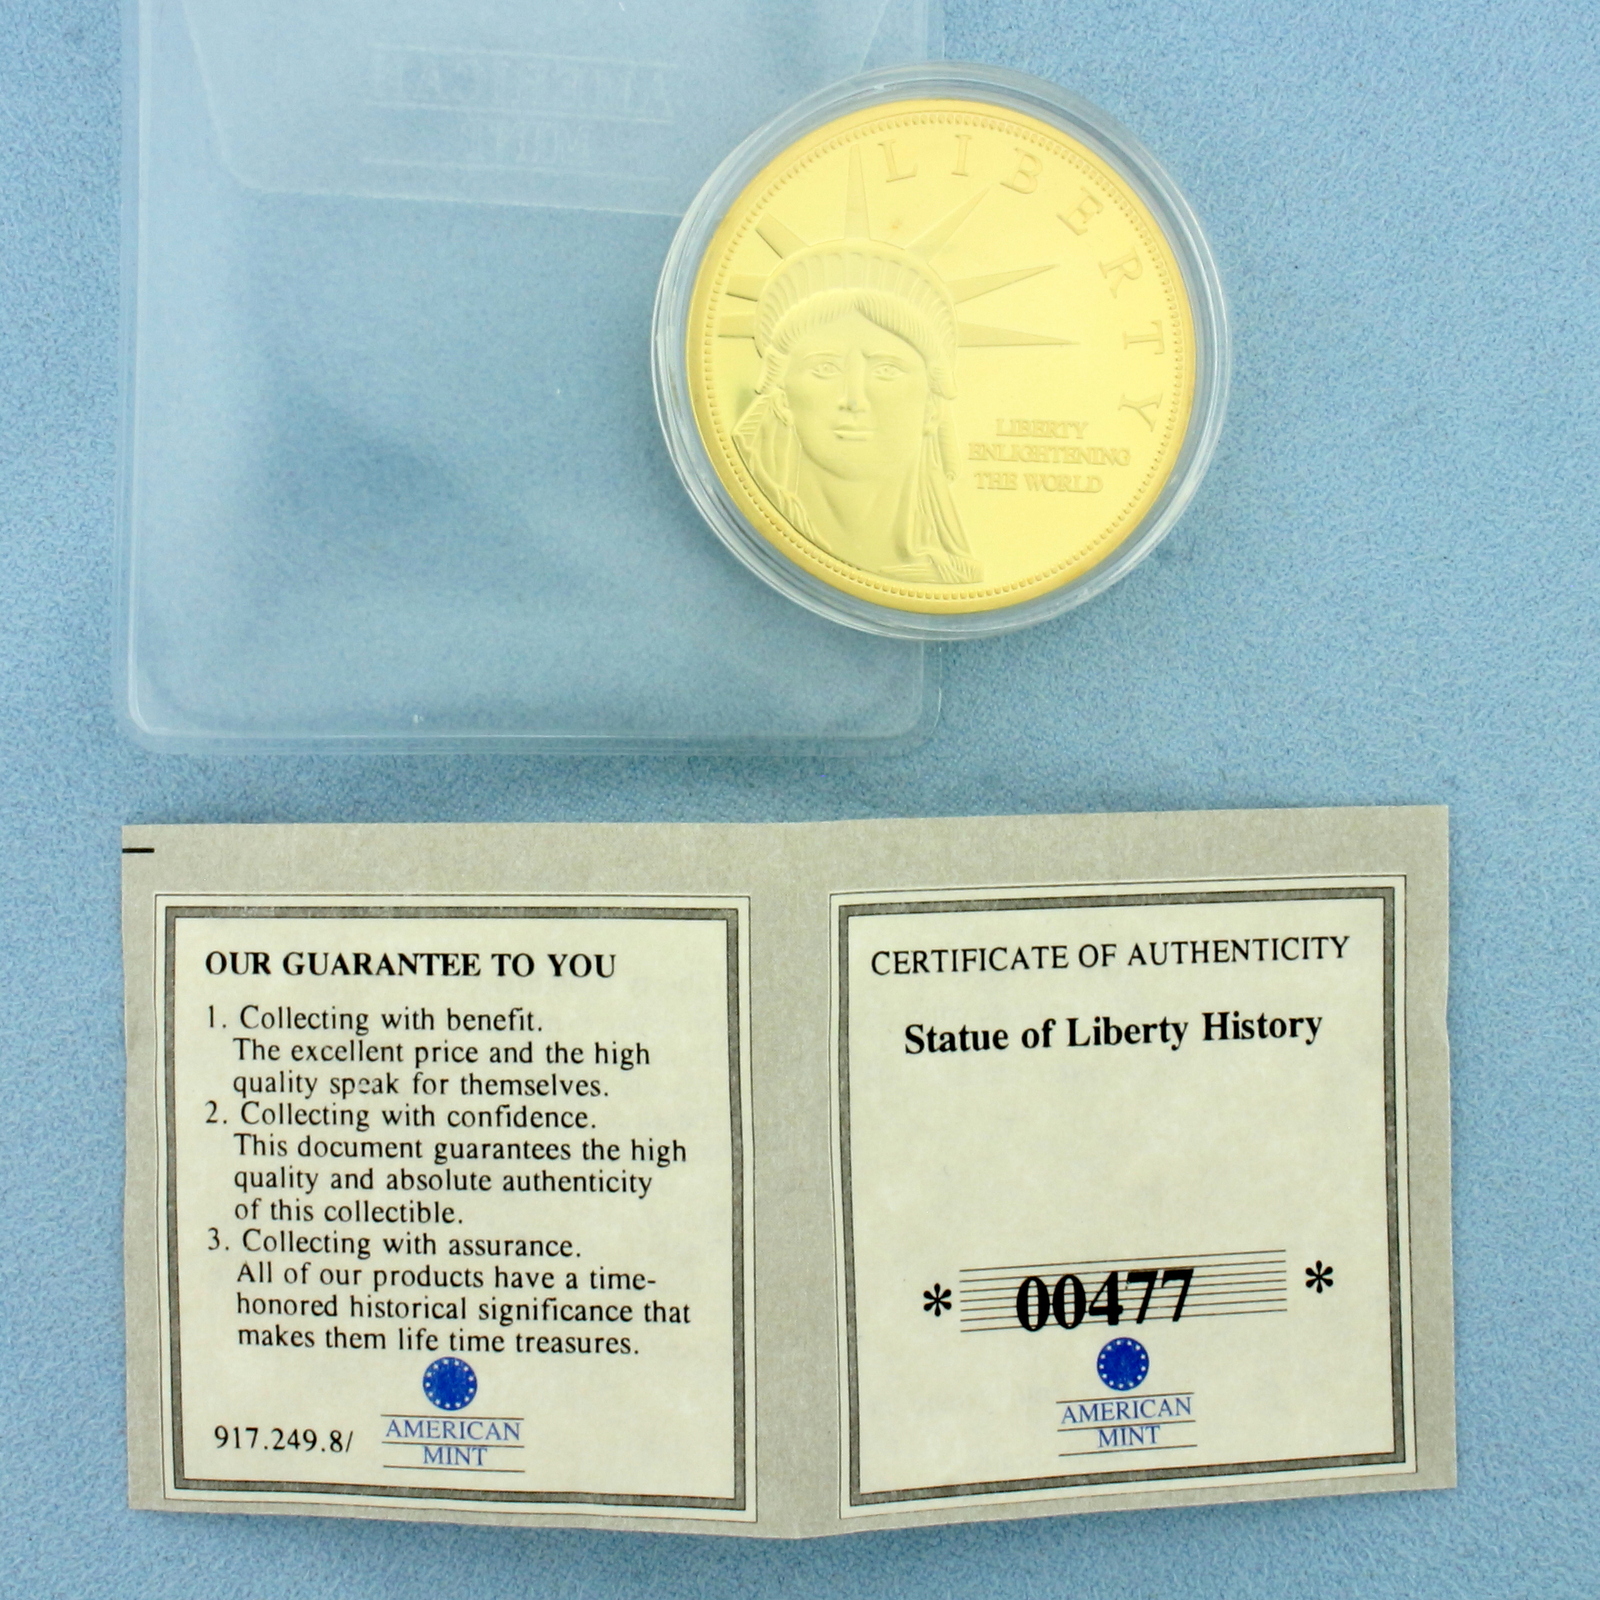 AMERICAN
MINT
LIBERTY
LIBERTY
ENLIGHTENING
THE WORLD
OUR GUARANTEE TO YOU
1. Collecting with benefit.
The excellent price and the high
quality speak for themselves.
2. Collecting with confidence.
This document guarantees the high
quality and absolute authenticity
of this collectible.
3. Collecting with assurance.
All of our products have a time-
honored historical significance that
makes them life time treasures.
917.249.8/
AMERICAN
MINT
CERTIFICATE OF AUTHENTICITY
Statue of Liberty History
* 00477 *
AMERICAN
MINT